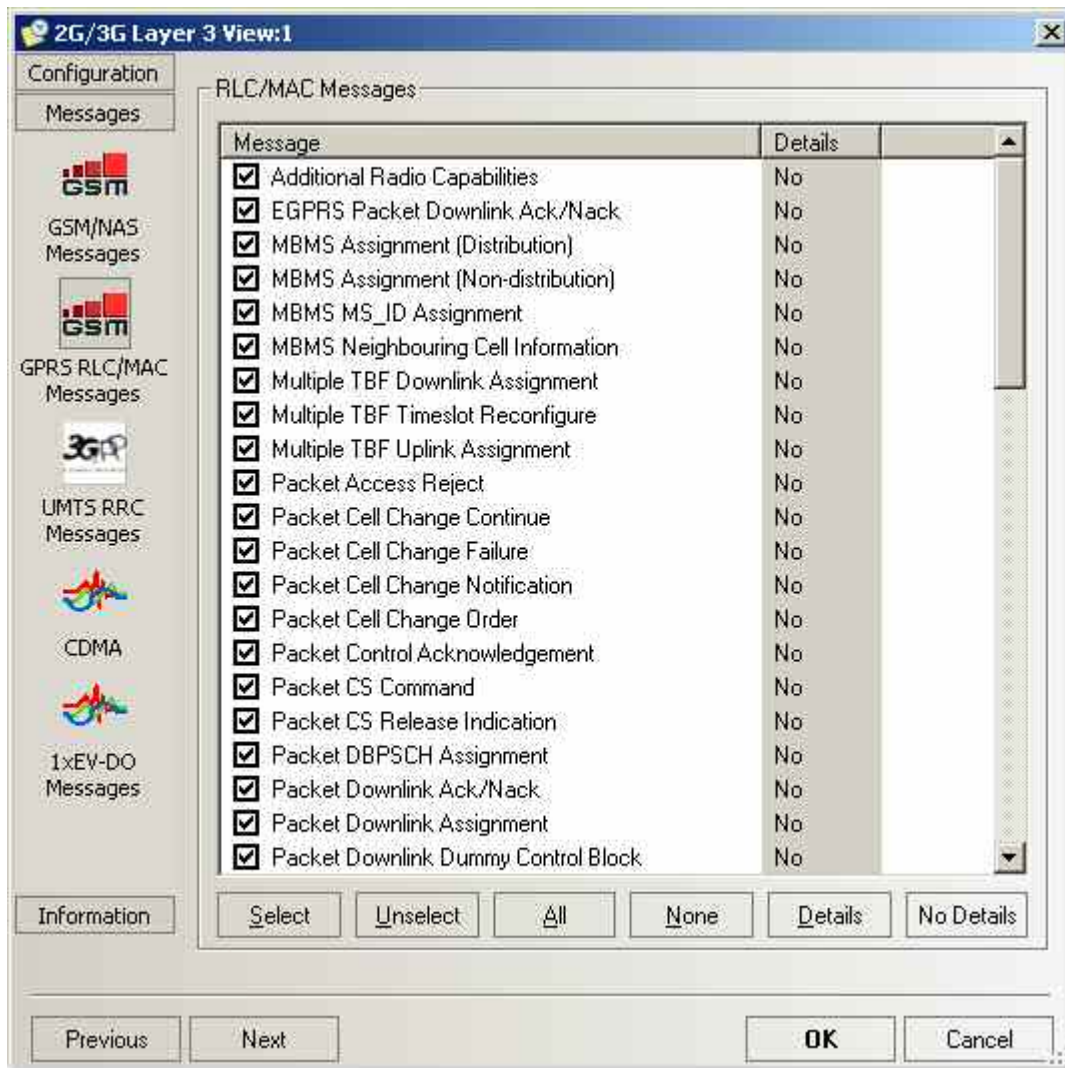 2G/3G Layer 3 View:1
Configuration
Messages
GSM
GSM/NAS
Messages
GSM
GPRS RLC/MAC
Messages
3GPP
UMTS RRC
Messages
CDMA
1xEV-DO
Messages
Information
RLC/MAC Messages
Message Details
Additional Radio Capabilities No
EGPRS Packet Downlink Ack/Nack No
MBMS Assignment (Distribution) No
MBMS Assignment (Non-distribution) No
MBMS MS_ID Assignment No
MBMS Neighbouring Cell Information No
Multiple TBF Downlink Assignment No
Multiple TBF Timeslot Reconfigure No
Multiple TBF Uplink Assignment No
Packet Access Reject No
Packet Cell Change Continue No
Packet Cell Change Failure No
Packet Cell Change Notification No
Packet Cell Change Order No
Packet Control Acknowledgement No
Packet CS Command No
Packet CS Release Indication No
Packet DBPSCH Assignment No
Packet Downlink Ack/Nack No
Packet Downlink Assignment No
Packet Downlink Dummy Control Block No
Select Unselect All None Details No Details
Previous Next OK Cancel